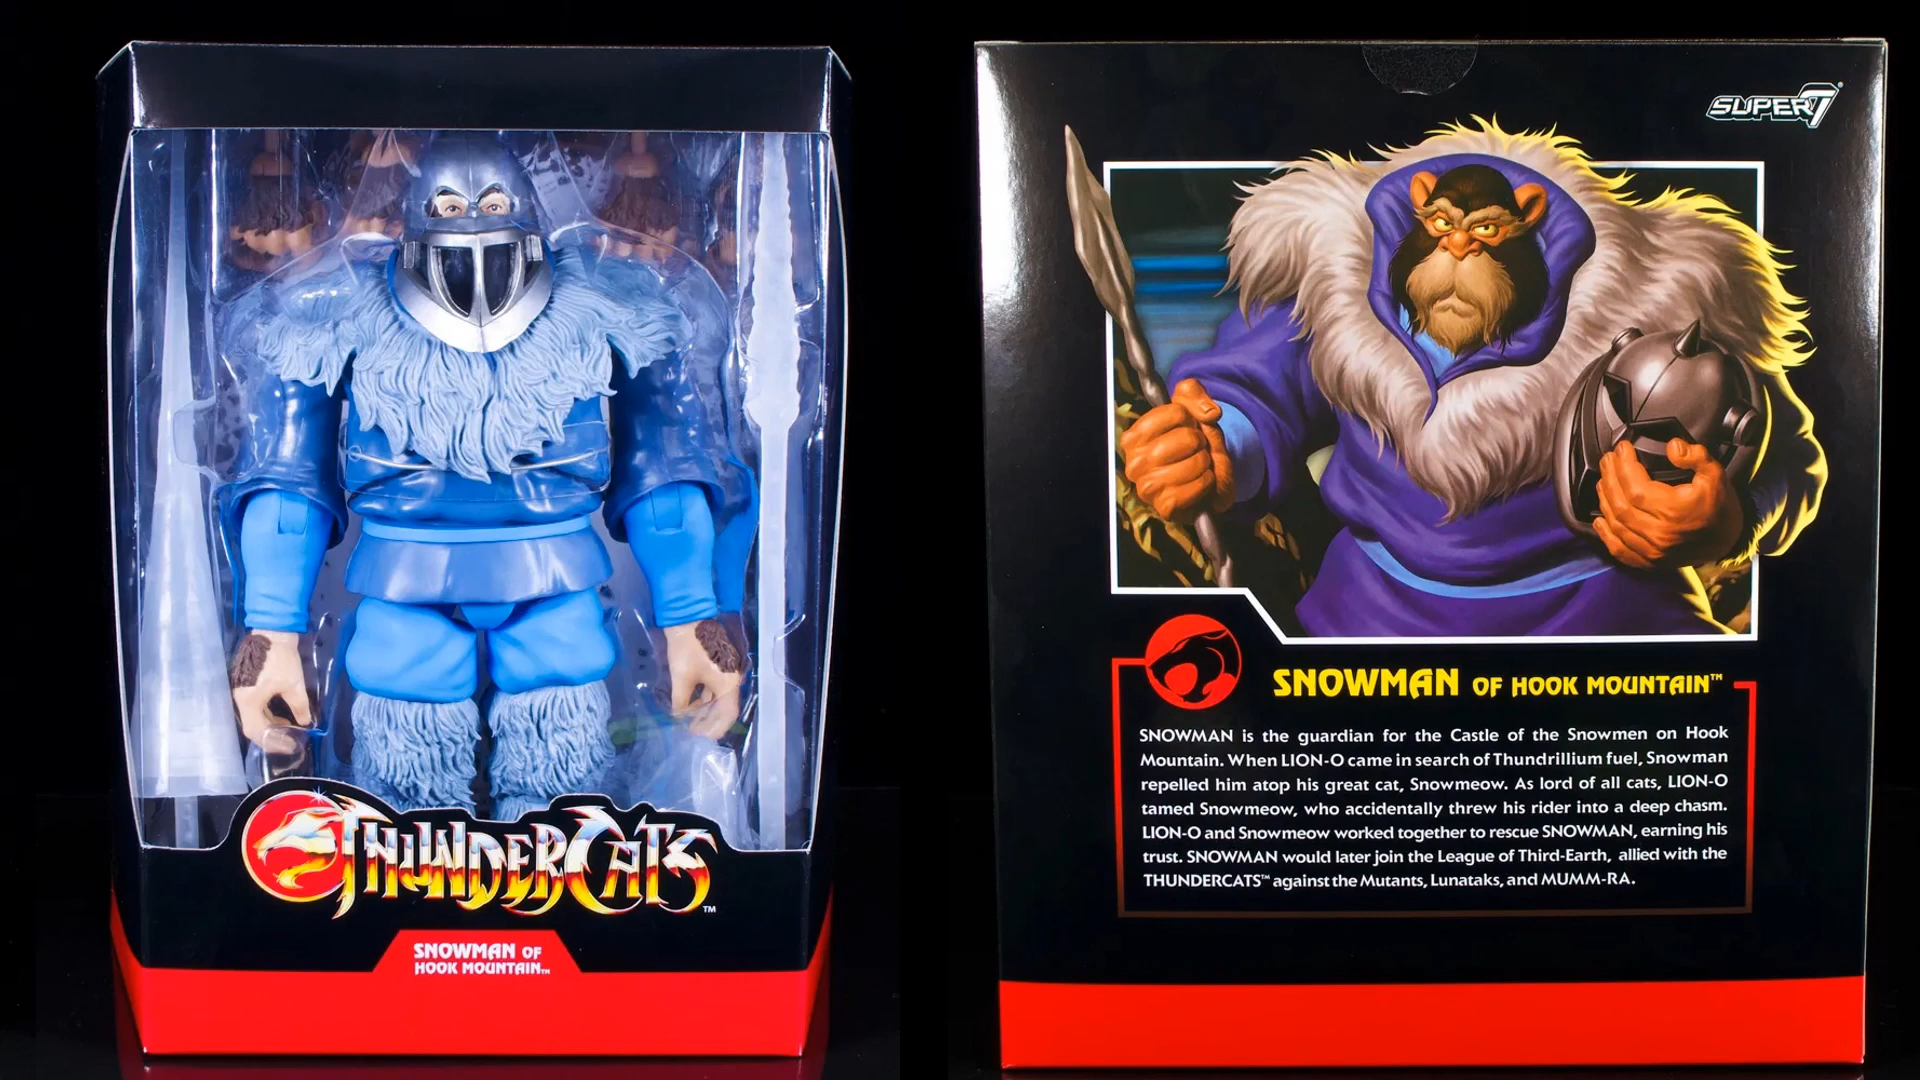 THUNDERCATS™
SNOWMAN OF
HOOK MOUNTAIN™
SUPER7®
SNOWMAN OF HOOK MOUNTAIN™
SNOWMAN is the guardian for the Castle of the Snowmen on Hook
Mountain. When LION-O came in search of Thundrillium fuel, Snowman
repelled him atop his great cat, Snowmeow. As lord of all cats, LION-O
tamed Snowmeow, who accidentally threw his rider into a deep chasm.
LION-O and Snowmeow worked together to rescue SNOWMAN, earning his
trust. SNOWMAN would later join the League of Third-Earth, allied with the
THUNDERCATS™ against the Mutants, Lunataks, and MUMM-RA.